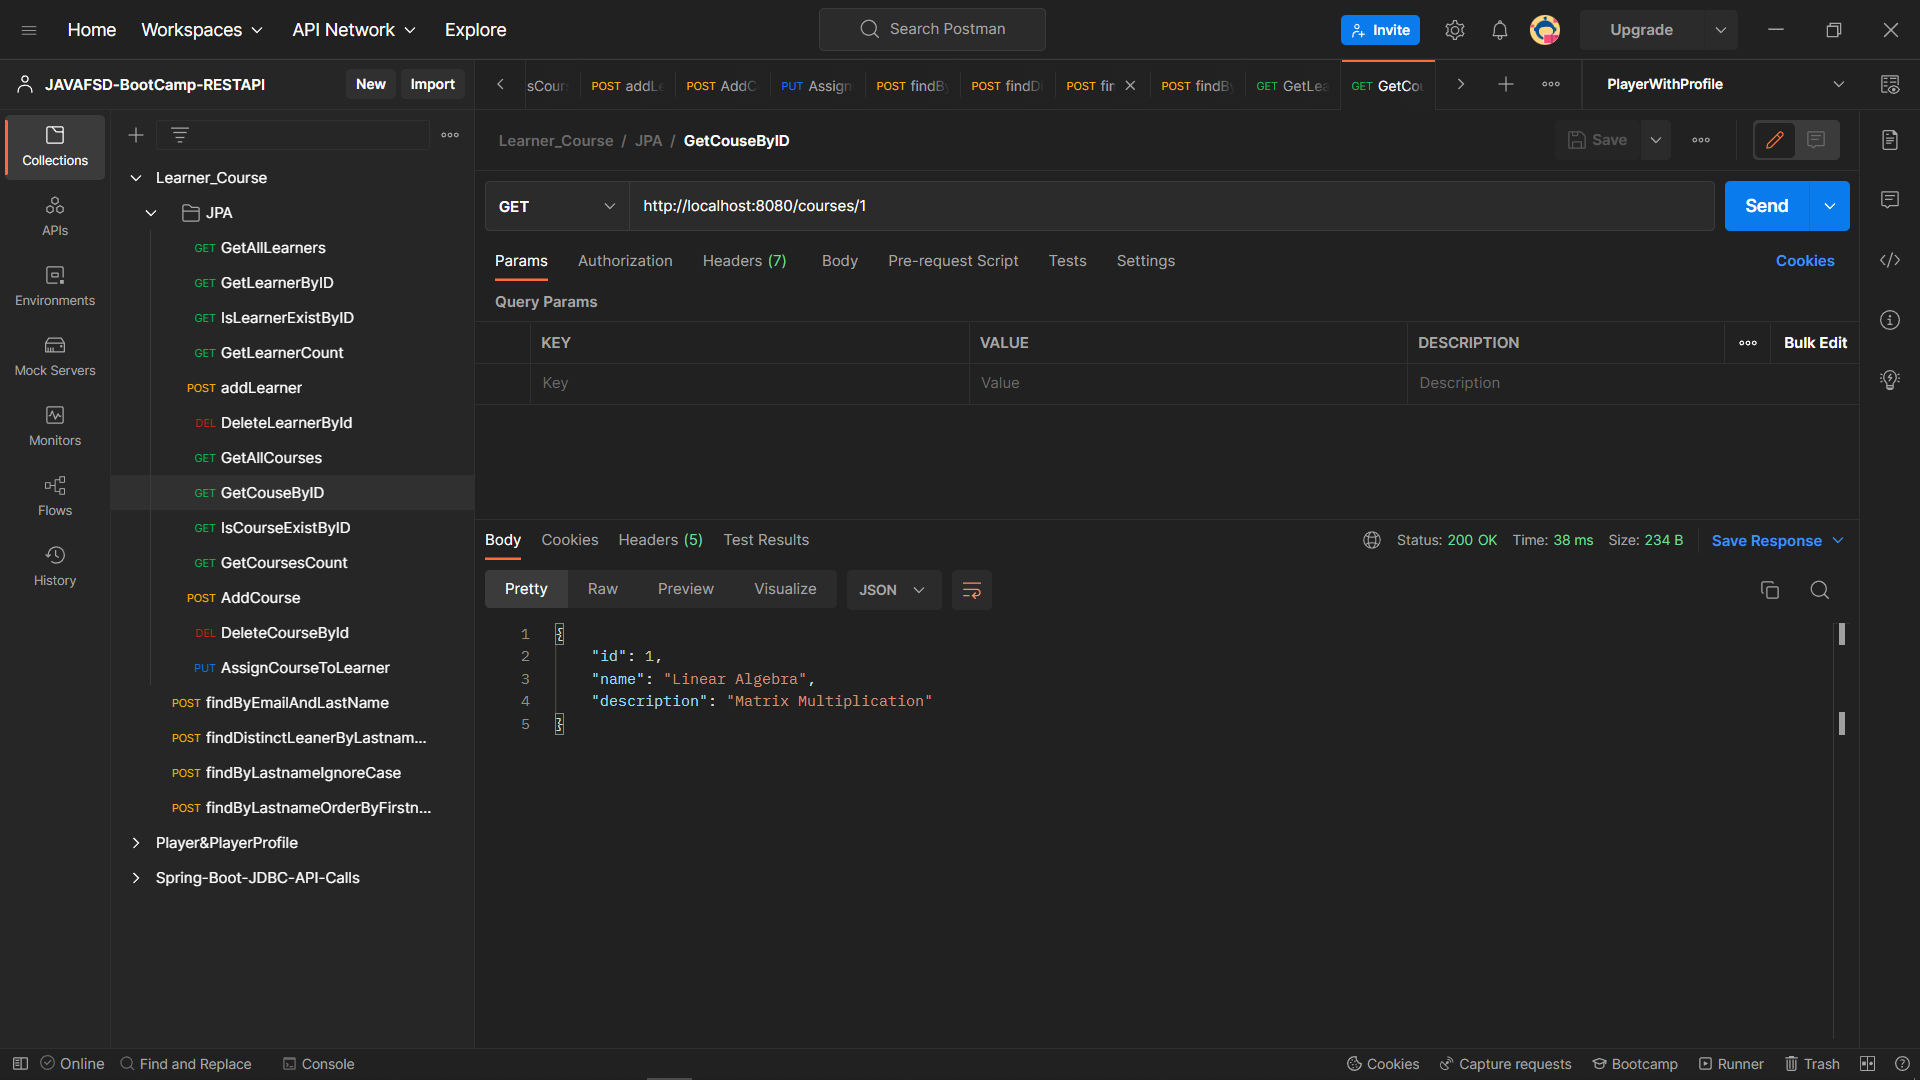 Home Workspaces API Network Explore Search Postman Invite Upgrade
JAVAFSD-BootCamp-RESTAPI New Import
POST addLe POST AddC PUT Assign POST findBy POST findDi POST fin POST findBy GET GetLea GET GetCou PlayerWithProfile
Collections
APIs
Environments
Mock Servers
Monitors
Flows
History
Learner_Course
JPA
GET GetAllLearners
GET GetLearnerByID
GET IsLearnerExistByID
GET GetLearnerCount
POST addLearner
DEL DeleteLearnerById
GET GetAllCourses
GET GetCouseByID
GET IsCourseExistByID
GET GetCoursesCount
POST AddCourse
DEL DeleteCourseById
PUT AssignCourseToLearner
POST findByEmailAndLastName
POST findDistinctLeanerByLastnam...
POST findByLastnameIgnoreCase
POST findByLastnameOrderByFirstn...
Player&PlayerProfile
Spring-Boot-JDBC-API-Calls
Learner_Course / JPA / GetCouseByID Save
GET http://localhost:8080/courses/1 Send
Params Authorization Headers (7) Body Pre-request Script Tests Settings Cookies
Query Params
KEY VALUE DESCRIPTION Bulk Edit
Key Value Description
Body Cookies Headers (5) Test Results Status: 200 OK Time: 38 ms Size: 234 B Save Response
Pretty Raw Preview Visualize JSON
1 {
2 "id": 1,
3 "name": "Linear Algebra",
4 "description": "Matrix Multiplication"
5 }
Online Find and Replace Console Cookies Capture requests Bootcamp Runner Trash